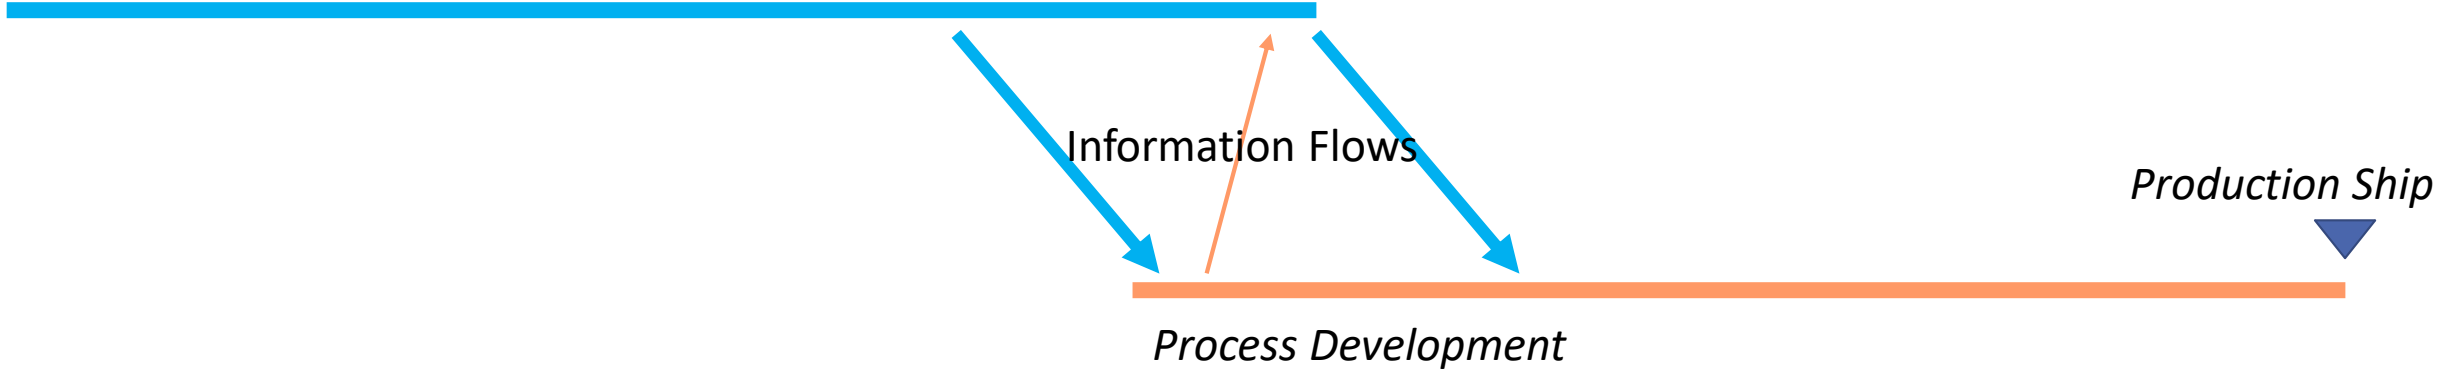 Information Flows
Production Ship
Process Development